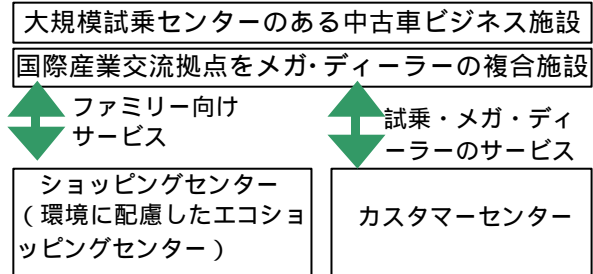 大規模試乗センターのある中古車ビジネス施設
国際産業交流拠点をメガ・ディーラーの複合施設
ファミリー向け
サービス
試乗・メガ・ディ
ーラーのサービス
ショッピングセンター
（環境に配慮したエコショ
ッピングセンター）
カスタマーセンター